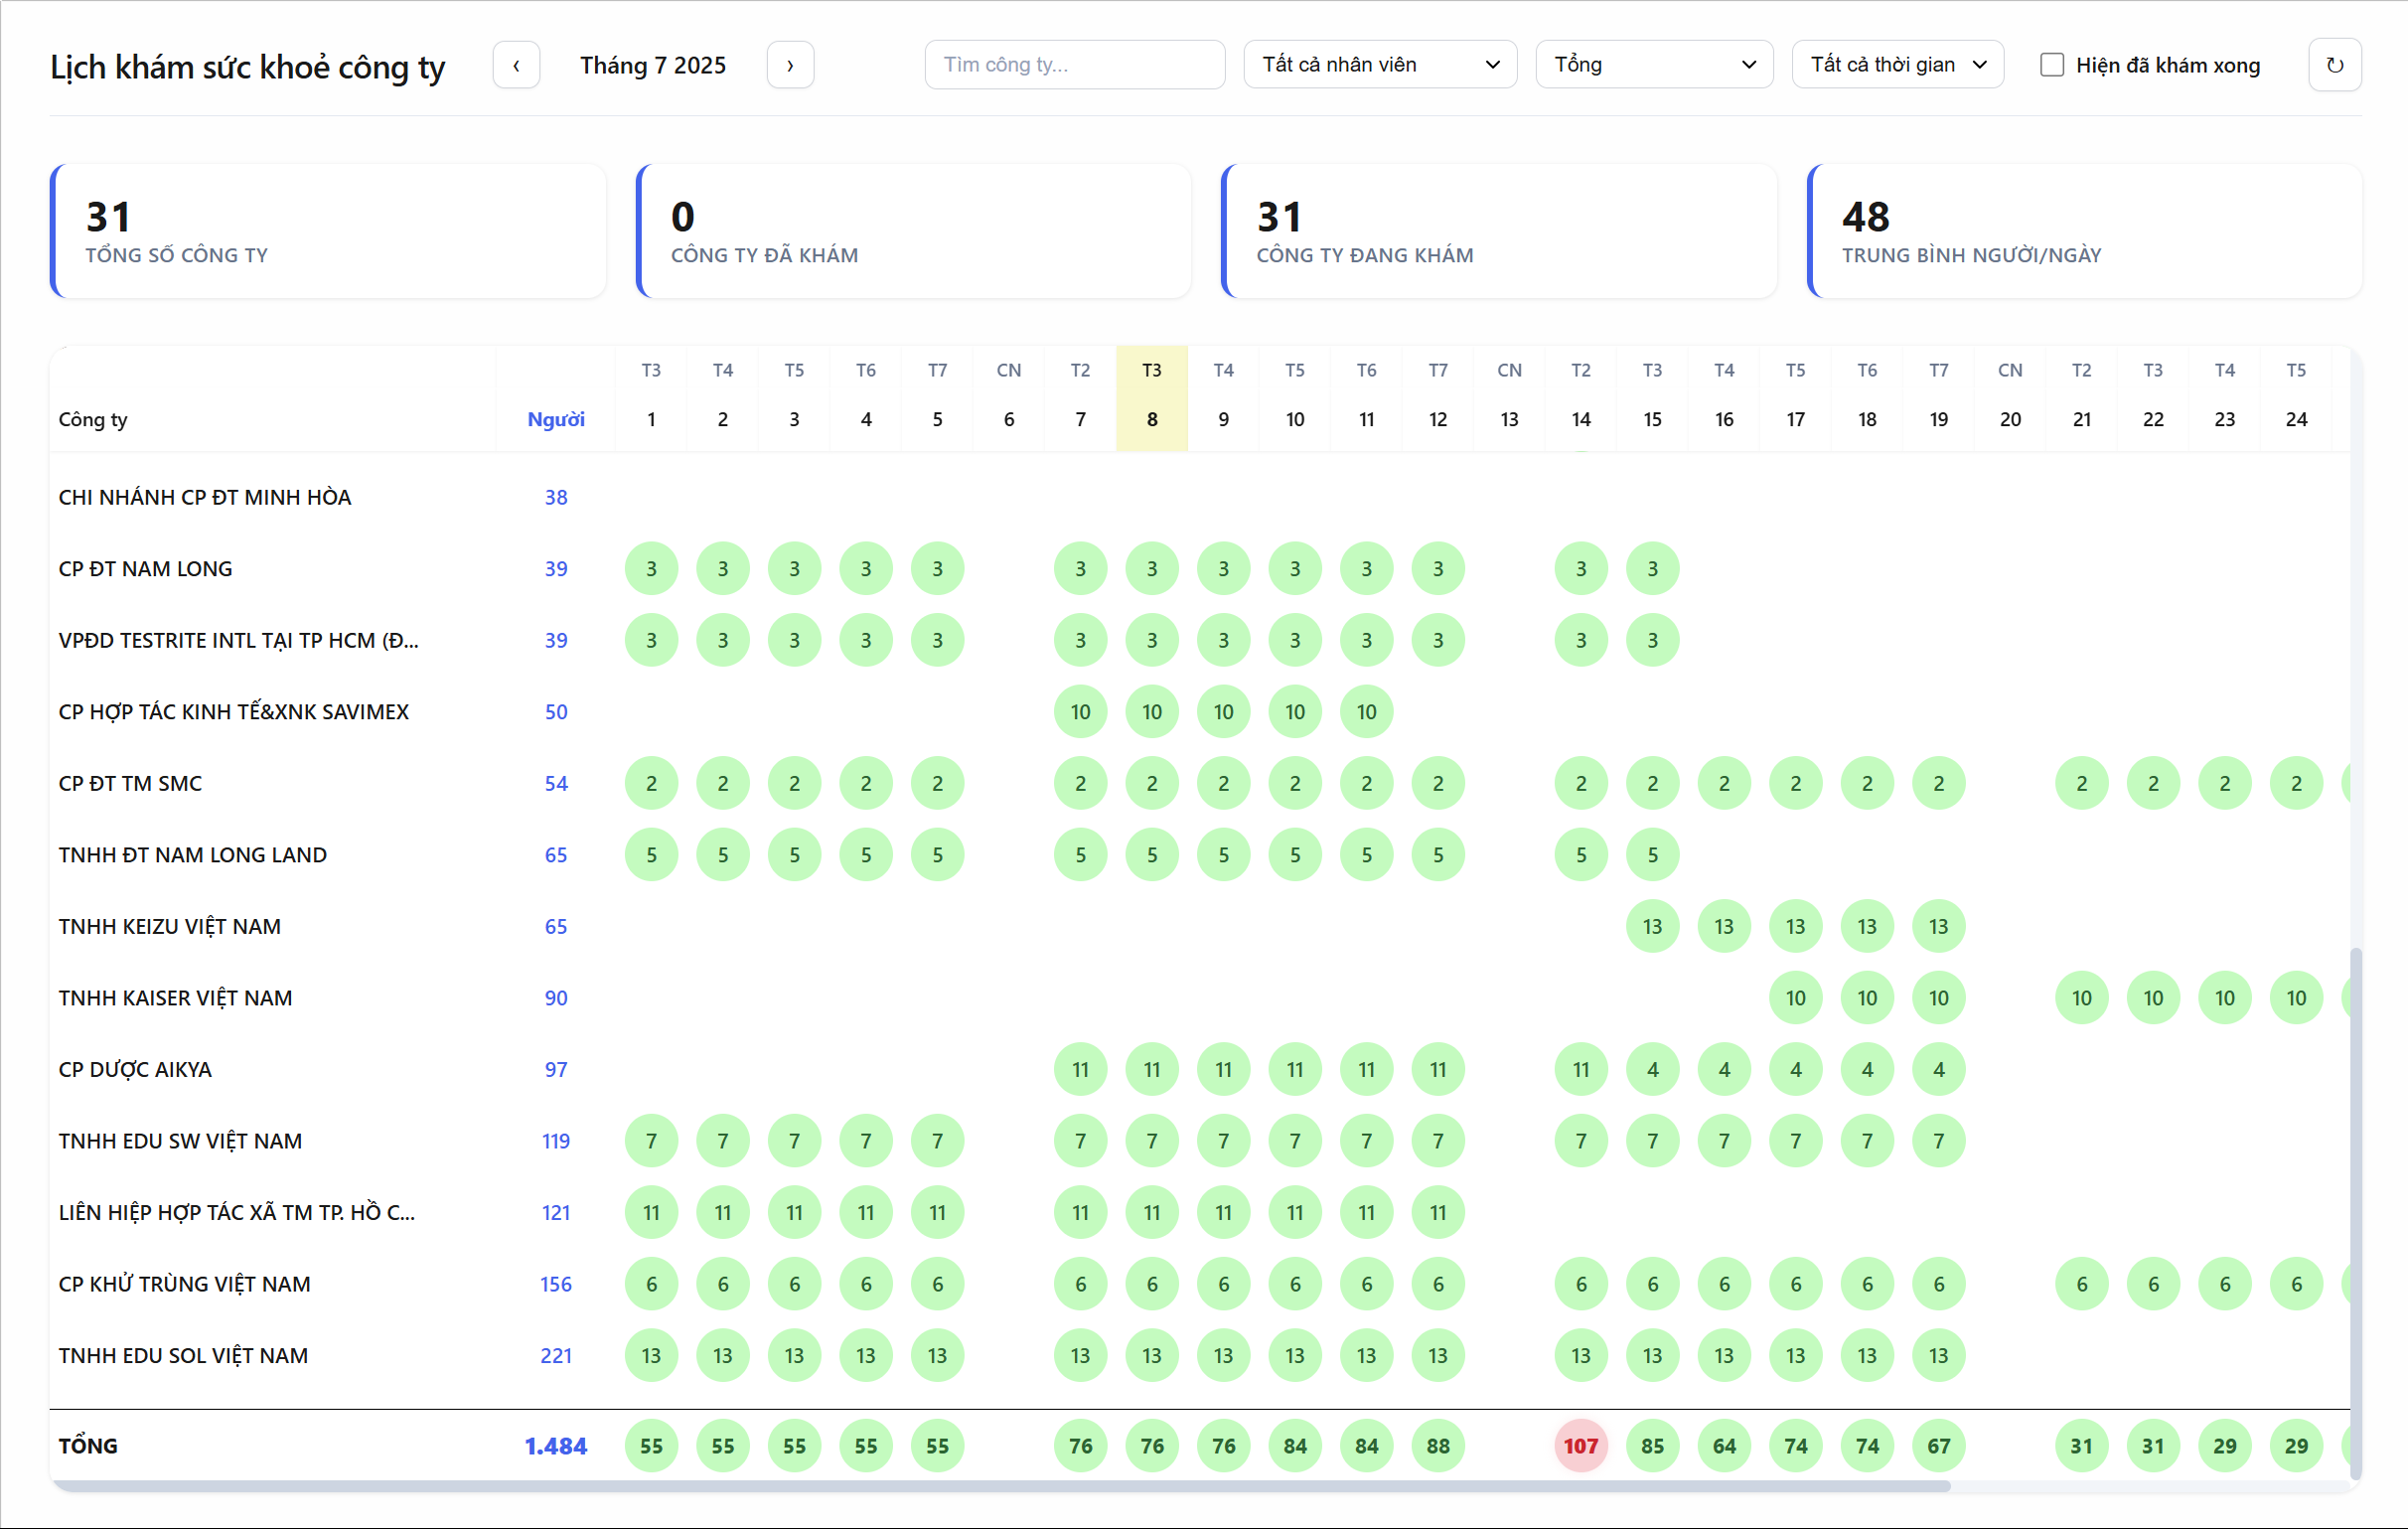 Lịch khám sức khoẻ công ty ‹ Tháng 7 2025 › Tìm công ty... Tất cả nhân viên Tổng Tất cả thời gian Hiện đã khám xong ↻
31
TỔNG SỐ CÔNG TY
0
CÔNG TY ĐÃ KHÁM
31
CÔNG TY ĐANG KHÁM
48
TRUNG BÌNH NGƯỜI/NGÀY
T3 T4 T5 T6 T7 CN T2 T3 T4 T5 T6 T7 CN T2 T3 T4 T5 T6 T7 CN T2 T3 T4 T5
Công ty Người 1 2 3 4 5 6 7 8 9 10 11 12 13 14 15 16 17 18 19 20 21 22 23 24
CHI NHÁNH CP ĐT MINH HÒA 38
CP ĐT NAM LONG 39 3 3 3 3 3 3 3 3 3 3 3 3 3
VPĐD TESTRITE INTL TẠI TP HCM (Đ... 39 3 3 3 3 3 3 3 3 3 3 3 3 3
CP HỢP TÁC KINH TẾ&XNK SAVIMEX 50 10 10 10 10 10
CP ĐT TM SMC 54 2 2 2 2 2 2 2 2 2 2 2 2 2 2 2 2 2 2 2 2 2
TNHH ĐT NAM LONG LAND 65 5 5 5 5 5 5 5 5 5 5 5 5 5
TNHH KEIZU VIỆT NAM 65 13 13 13 13 13
TNHH KAISER VIỆT NAM 90 10 10 10 10 10 10 10
CP DƯỢC AIKYA 97 11 11 11 11 11 11 11 4 4 4 4 4
TNHH EDU SW VIỆT NAM 119 7 7 7 7 7 7 7 7 7 7 7 7 7 7 7 7 7
LIÊN HIỆP HỢP TÁC XÃ TM TP. HỒ C... 121 11 11 11 11 11 11 11 11 11 11 11
CP KHỬ TRÙNG VIỆT NAM 156 6 6 6 6 6 6 6 6 6 6 6 6 6 6 6 6 6 6 6 6 6
TNHH EDU SOL VIỆT NAM 221 13 13 13 13 13 13 13 13 13 13 13 13 13 13 13 13 13
TỔNG 1.484 55 55 55 55 55 76 76 76 84 84 88 107 85 64 74 74 67 31 31 29 29